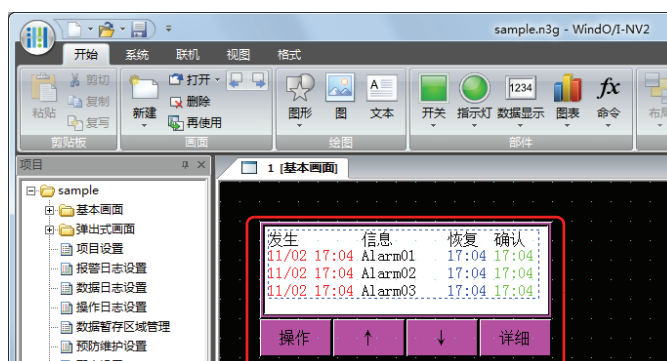 sample.n3g - WindO/I-NV2
开始 系统 联机 视图 格式
粘贴 剪切 复制 复写
新建 打开 删除 再使用
图形 图 文本
开关 指示灯 1234 数据显示 图表 fx 命令
剪贴板 画面 绘图 部件
项目
1 [基本画面]
sample
基本画面
弹出式画面
项目设置
报警日志设置
数据日志设置
操作日志设置
数据暂存区域管理
预防维护设置
发生 信息 恢复 确认
11/02 17:04 Alarm01 17:04 17:04
11/02 17:04 Alarm02 17:04 17:04
11/02 17:04 Alarm03 17:04 17:04
操作 ↑ ↓ 详细